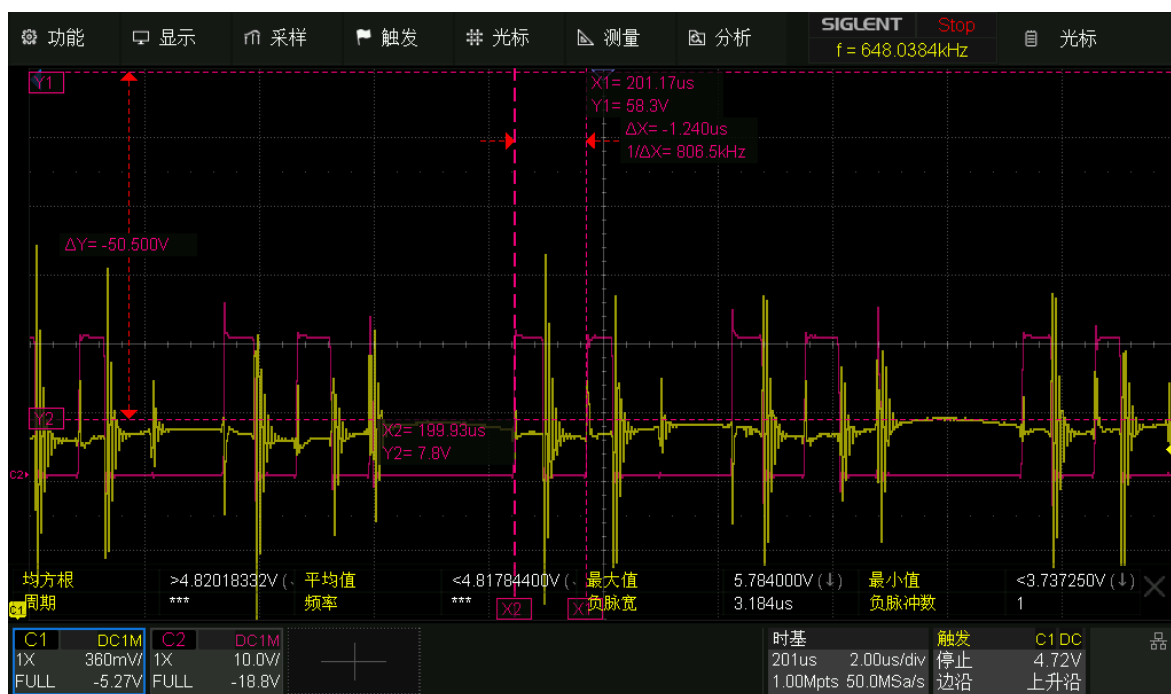 功能 显示 采样 触发 光标 测量 分析 SIGLENT Stop 光标
f = 648.0384kHz
Y1
X1= 201.17us
Y1= 58.3V
ΔX= -1.240us
1/ΔX= 806.5kHz
ΔY= -50.500V
Y2
X2= 199.93us
Y2= 7.8V
C2
均方根 >4.82018332V (↓ 平均值 <4.81784400V (↓ 最大值 5.784000V (↓) 最小值 <3.737250V (↓)
周期 *** 频率 *** 负脉宽 3.184us 负脉冲数 1
C1
X2 X1
C1 DC1M C2 DC1M 时基 触发 C1 DC
1X 360mV/ 1X 10.0V/ 201us 2.00us/div 停止 4.72V
FULL -5.27V FULL -18.8V 1.00Mpts 50.0MSa/s 边沿 上升沿